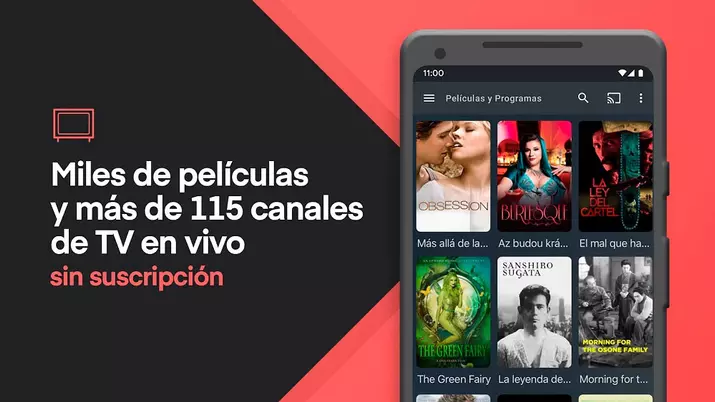 Miles de películas
y más de 115 canales
de TV en vivo
sin suscripción
11:00
Películas y Programas
OBSESSION
BURLESQUE
LA
LEY
DEL
CARTEL
Más allá de la...
Az budou krá...
El mal que ha...
THE GREEN FAIRY
SANSHIRO
SUGATA
MORNING FOR
THE OSONE FAMILY
The Green Fairy
La leyenda de...
Morning for t...